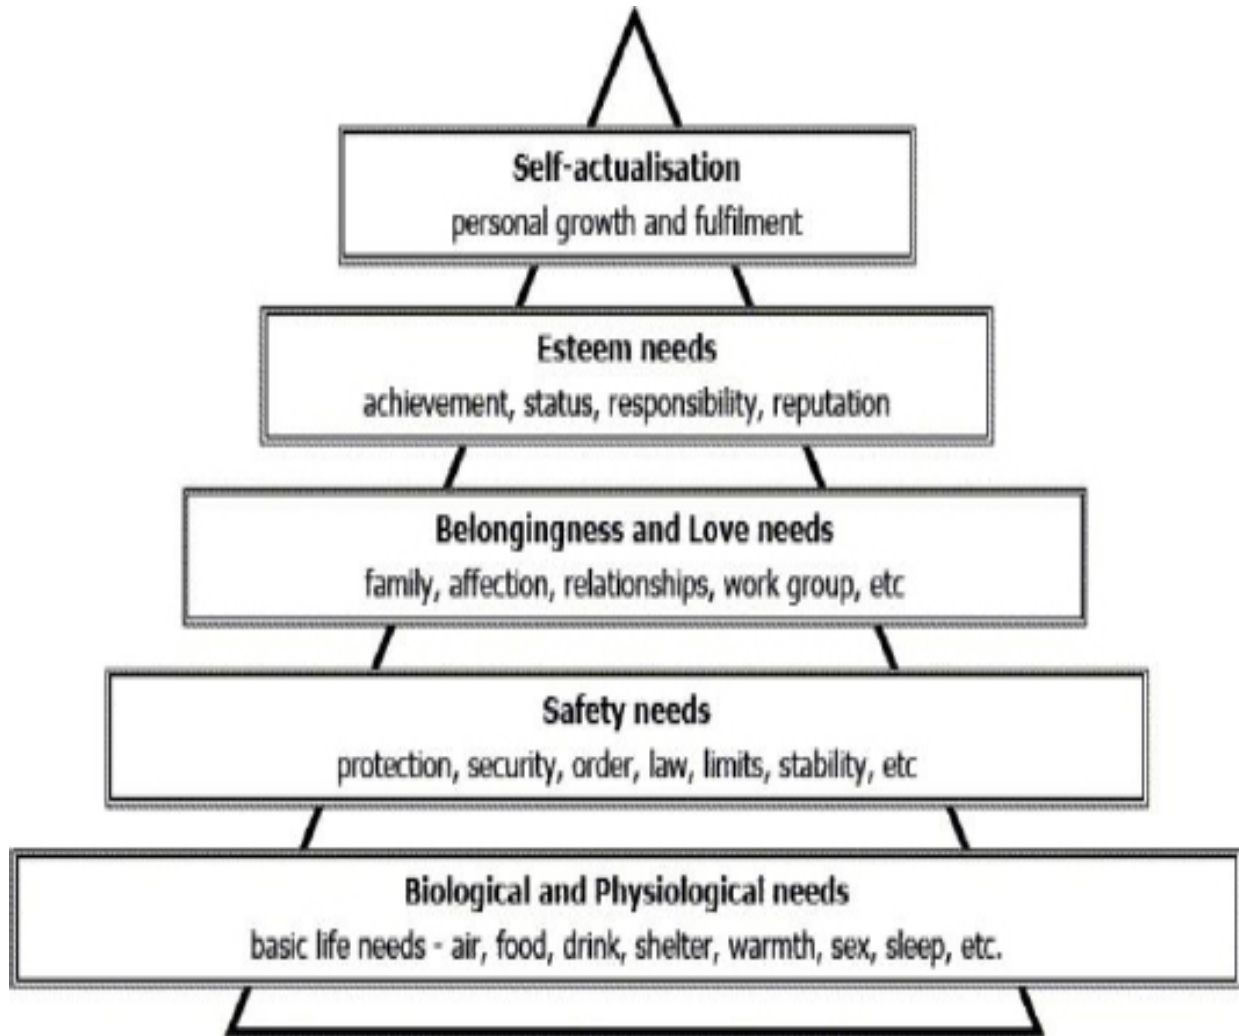 Self-actualisation
personal growth and fulfilment
Esteem needs
achievement, status, responsibility, reputation
Belongingness and Love needs
family, affection, relationships, work group, etc
Safety needs
protection, security, order, law, limits, stability, etc
Biological and Physiological needs
basic life needs - air, food, drink, shelter, warmth, sex, sleep, etc.